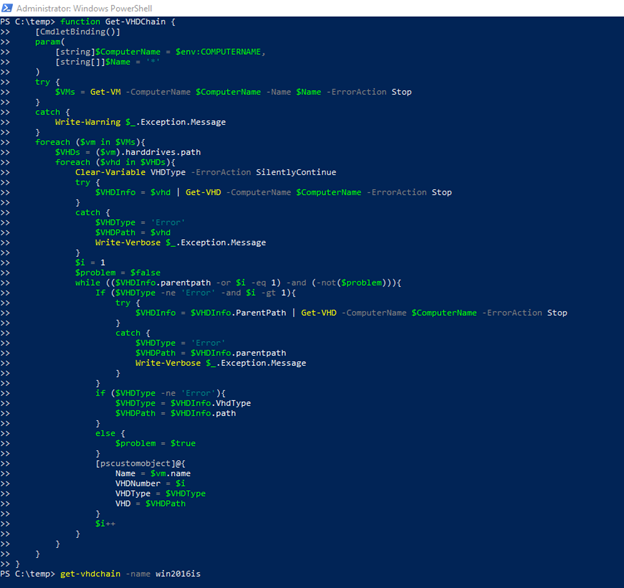 Administrator: Windows PowerShell
PS C:\temp> function Get-VHDChain {
>>     [CmdletBinding()]
>>     param(
>>         [string]$ComputerName = $env:COMPUTERNAME,
>>         [string[]]$Name = '*'
>>     )
>>     try {
>>         $VMs = Get-VM -ComputerName $ComputerName -Name $Name -ErrorAction Stop
>>     }
>>     catch {
>>         Write-Warning $_.Exception.Message
>>     }
>>     foreach ($vm in $VMs){
>>         $VHDs = ($vm).harddrives.path
>>         foreach ($vhd in $VHDs){
>>             Clear-Variable VHDType -ErrorAction SilentlyContinue
>>             try {
>>                 $VHDInfo = $vhd | Get-VHD -ComputerName $ComputerName -ErrorAction Stop
>>             }
>>             catch {
>>                 $VHDType = 'Error'
>>                 $VHDPath = $vhd
>>                 Write-Verbose $_.Exception.Message
>>             }
>>             $i = 1
>>             $problem = $false
>>             while (($VHDInfo.parentpath -or $i -eq 1) -and (-not($problem))){
>>                 If ($VHDType -ne 'Error' -and $i -gt 1){
>>                     try {
>>                         $VHDInfo = $VHDInfo.ParentPath | Get-VHD -ComputerName $ComputerName -ErrorAction Stop
>>                     }
>>                     catch {
>>                         $VHDType = 'Error'
>>                         $VHDPath = $VHDInfo.parentpath
>>                         Write-Verbose $_.Exception.Message
>>                     }
>>                 }
>>                 if ($VHDType -ne 'Error'){
>>                     $VHDType = $VHDInfo.VhdType
>>                     $VHDPath = $VHDInfo.path
>>                 }
>>                 else {
>>                     $problem = $true
>>                 }
>>                 [pscustomobject]@{
>>                     Name = $vm.name
>>                     VHDNumber = $i
>>                     VHDType = $VHDType
>>                     VHD = $VHDPath
>>                 }
>>                 $i++
>>             }
>>         }
>>     }
>> }
PS C:\temp> get-vhdchain -name win2016is